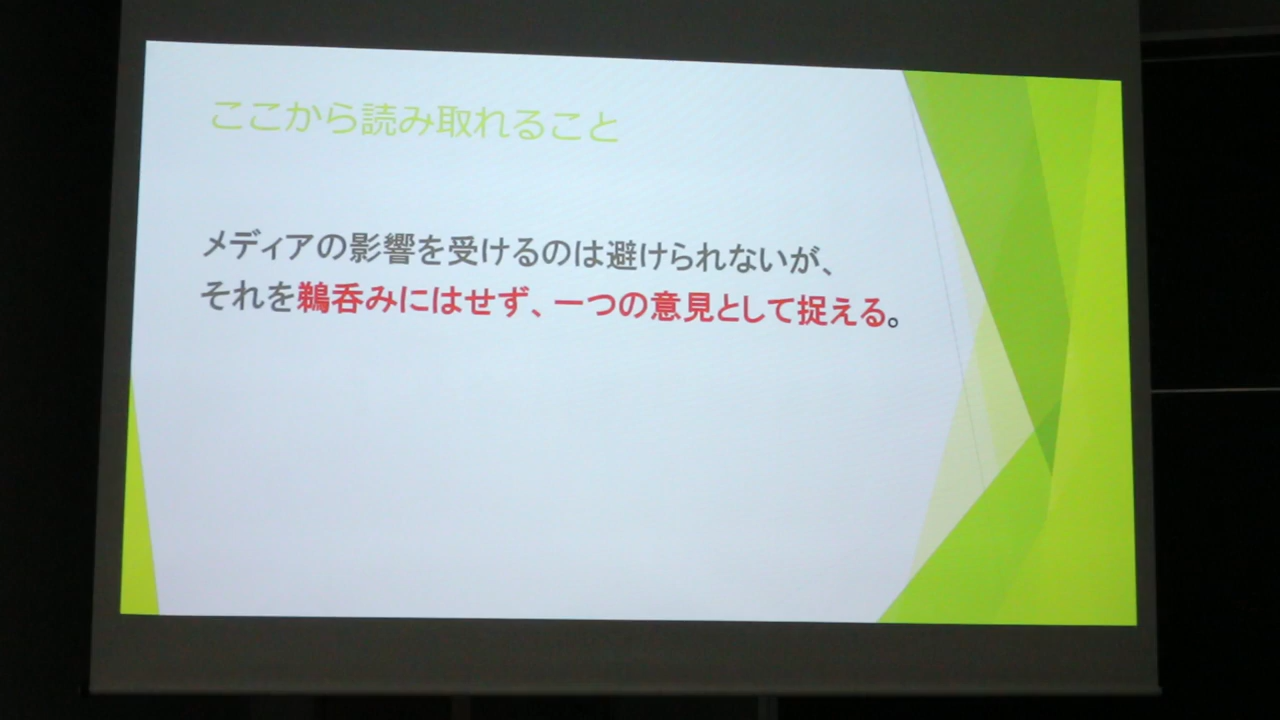 ここから読み取れること
メディアの影響を受けるのは避けられないが、
それを鵜呑みにはせず、一つの意見として捉える。